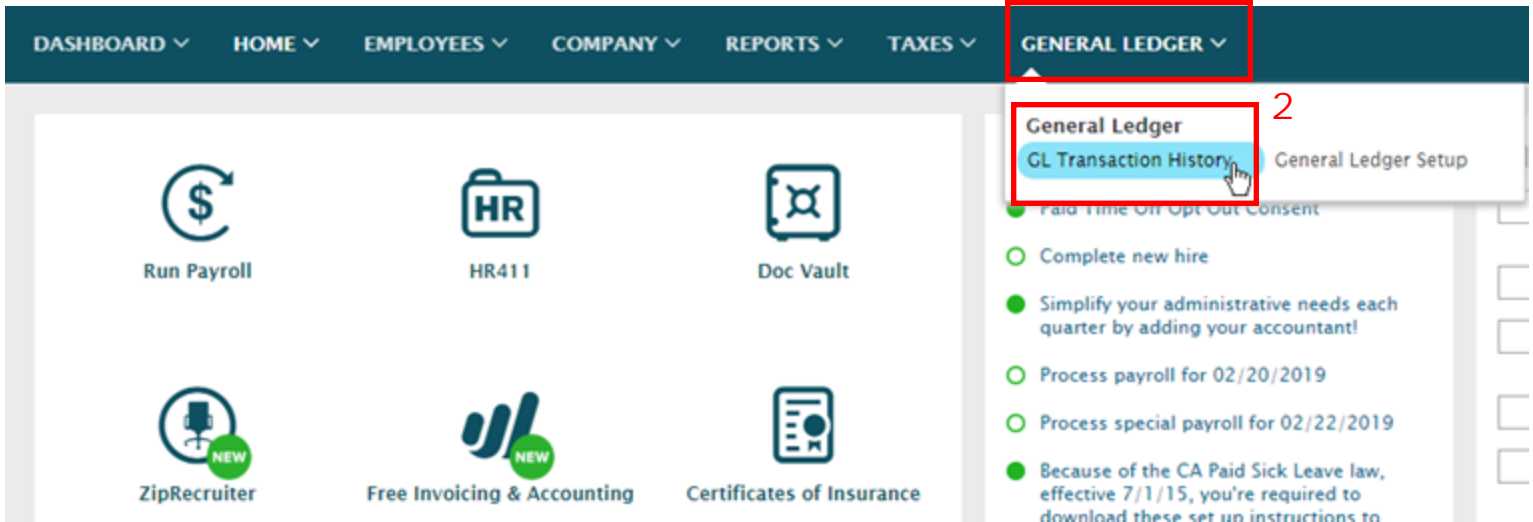 DASHBOARD HOME EMPLOYEES COMPANY REPORTS TAXES GENERAL LEDGER
2
General Ledger
GL Transaction History General Ledger Setup
$
HR
Run Payroll
HR411
Doc Vault
NEW
NEW
ZipRecruiter
Free Invoicing & Accounting
Certificates of Insurance
Paid Time Off Opt Out Consent
Complete new hire
Simplify your administrative needs each
quarter by adding your accountant!
Process payroll for 02/20/2019
Process special payroll for 02/22/2019
Because of the CA Paid Sick Leave law,
effective 7/1/15, you're required to
download these set up instructions to